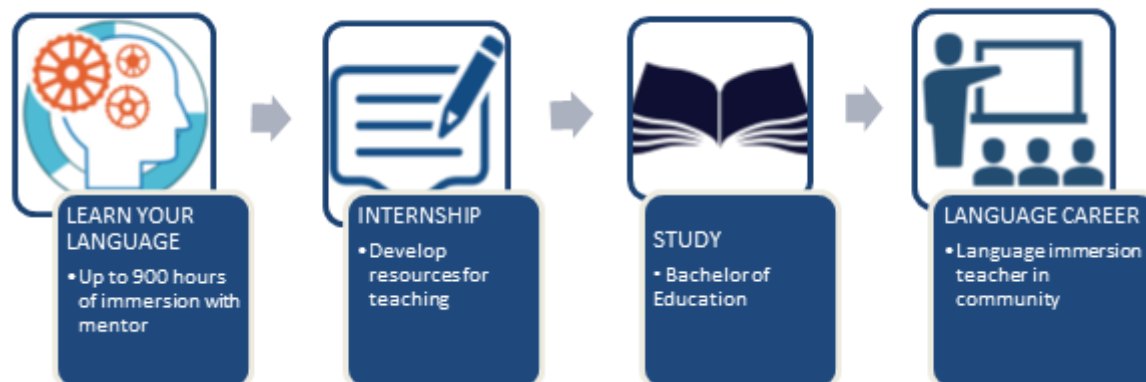 LEARN YOUR
LANGUAGE
•Up to 900 hours
of immersion with
mentor
INTERNSHIP
•Develop
resources for
teaching
STUDY
• Bachelor of
Education
LANGUAGE CAREER
•Language immersion
teacher in
community